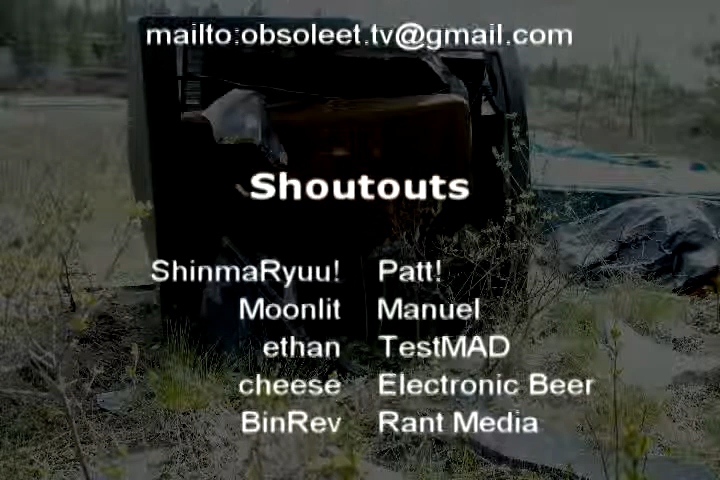 mailto:obsoleet.tv@gmail.com
Shoutouts
ShinmaRyuu! Patt!
Moonlit Manuel
ethan TestMAD
cheese Electronic Beer
BinRev Rant Media